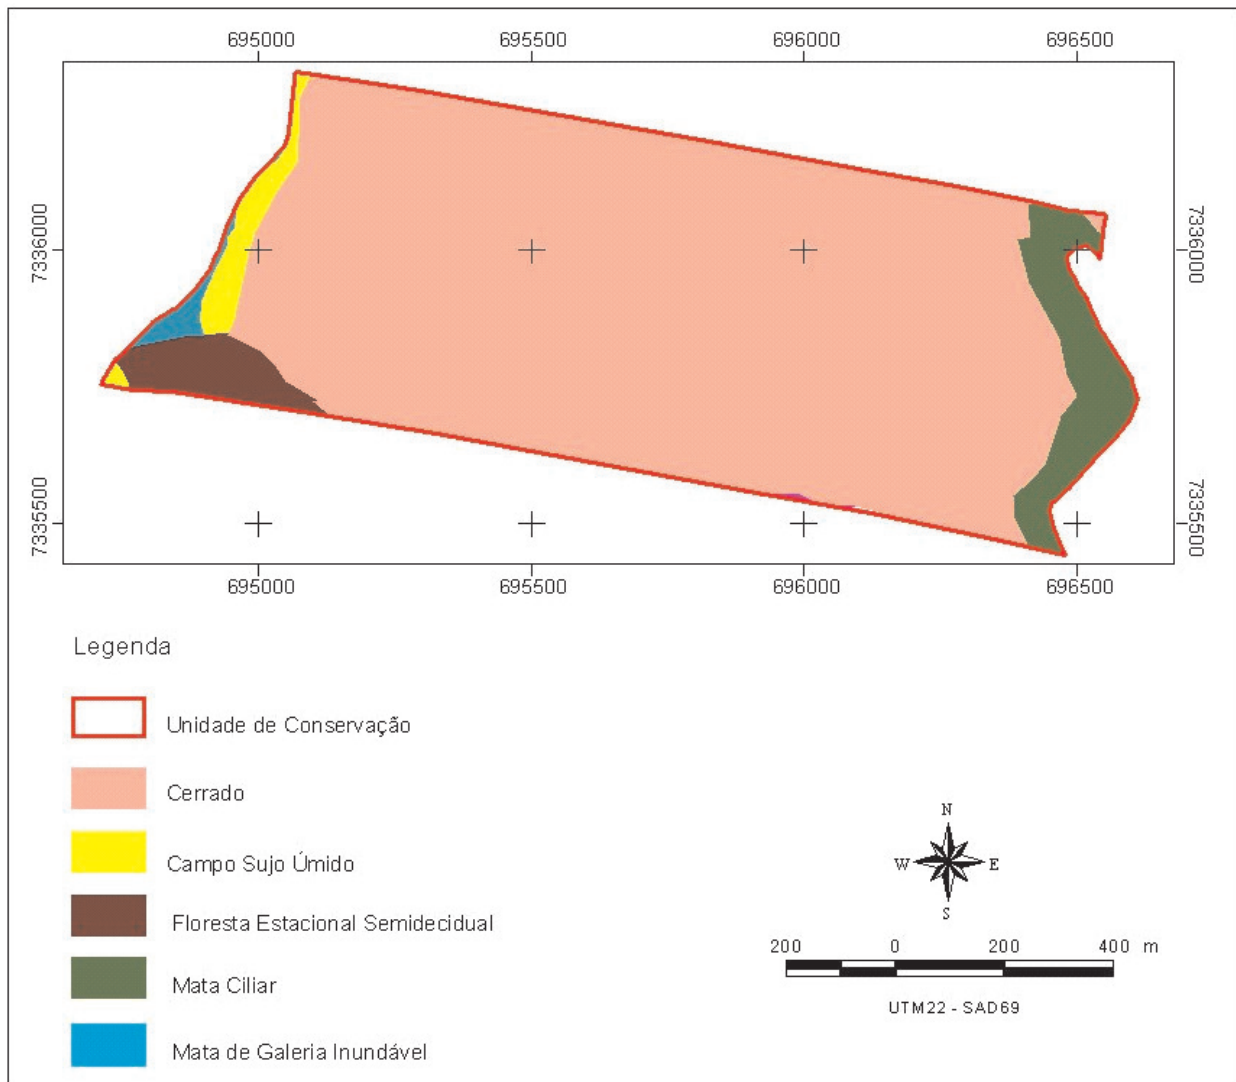 695000 695500 696000 696500
7336000 7336000
7335500 7335500
695000 695500 696000 696500
Legenda
Unidade de Conservação
Cerrado
Campo Sujo Úmido
Floresta Estacional Semidecidual
Mata Ciliar
Mata de Galeria Inundável
N
W E
S
200 0 200 400 m
UTM22 - SAD69